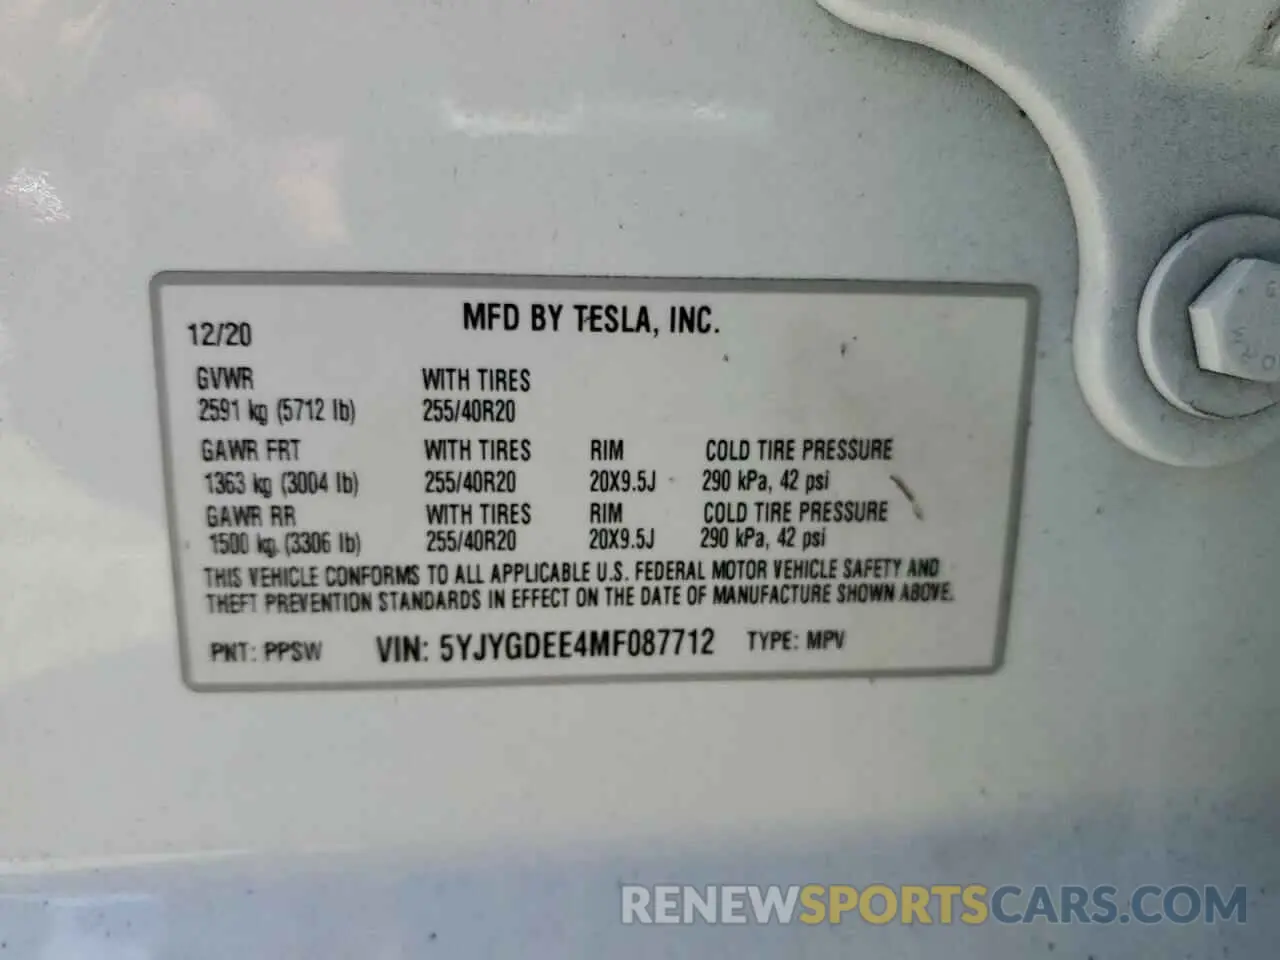 MFD BY TESLA, INC.
12/20
GVWR WITH TIRES
2591 kg (5712 lb) 255/40R20
GAWR FRT WITH TIRES RIM COLD TIRE PRESSURE
1363 kg (3004 lb) 255/40R20 20X9.5J 290 kPa, 42 psi
GAWR RR WITH TIRES RIM COLD TIRE PRESSURE
1500 kg (3306 lb) 255/40R20 20X9.5J 290 kPa, 42 psi
THIS VEHICLE CONFORMS TO ALL APPLICABLE U.S. FEDERAL MOTOR VEHICLE SAFETY AND
THEFT PREVENTION STANDARDS IN EFFECT ON THE DATE OF MANUFACTURE SHOWN ABOVE.
PNT: PPSW VIN: 5YJYGDEE4MF087712 TYPE: MPV
RENEWSPORTSCARS.COM